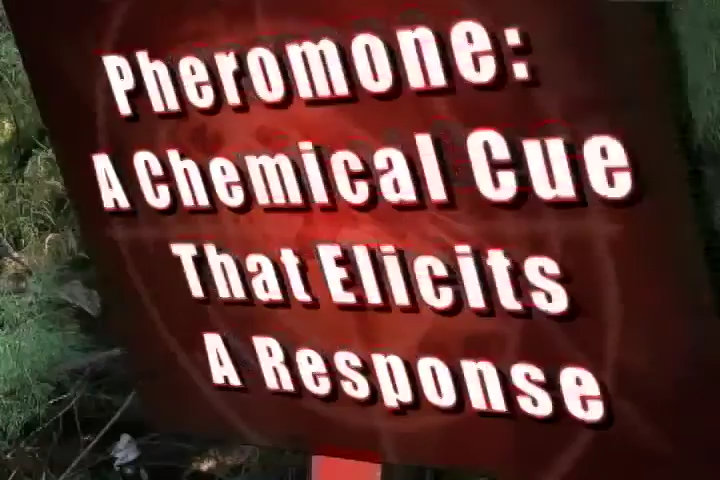 Pheromone:
A Chemical Cue
That Elicits
A Response